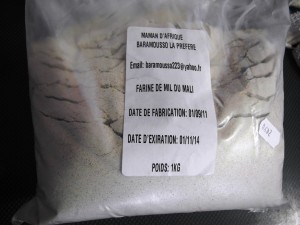 MAMAN D'AFRIQUE
BARAMOUSSO LA PREFERE
Email: baramousso223@yahoo.fr
FARINE DE MIL DU MALI
DATE DE FABRICATION: 01/09/11
DATE D'EXIRATION: 01/11/14
POIDS: 1KG